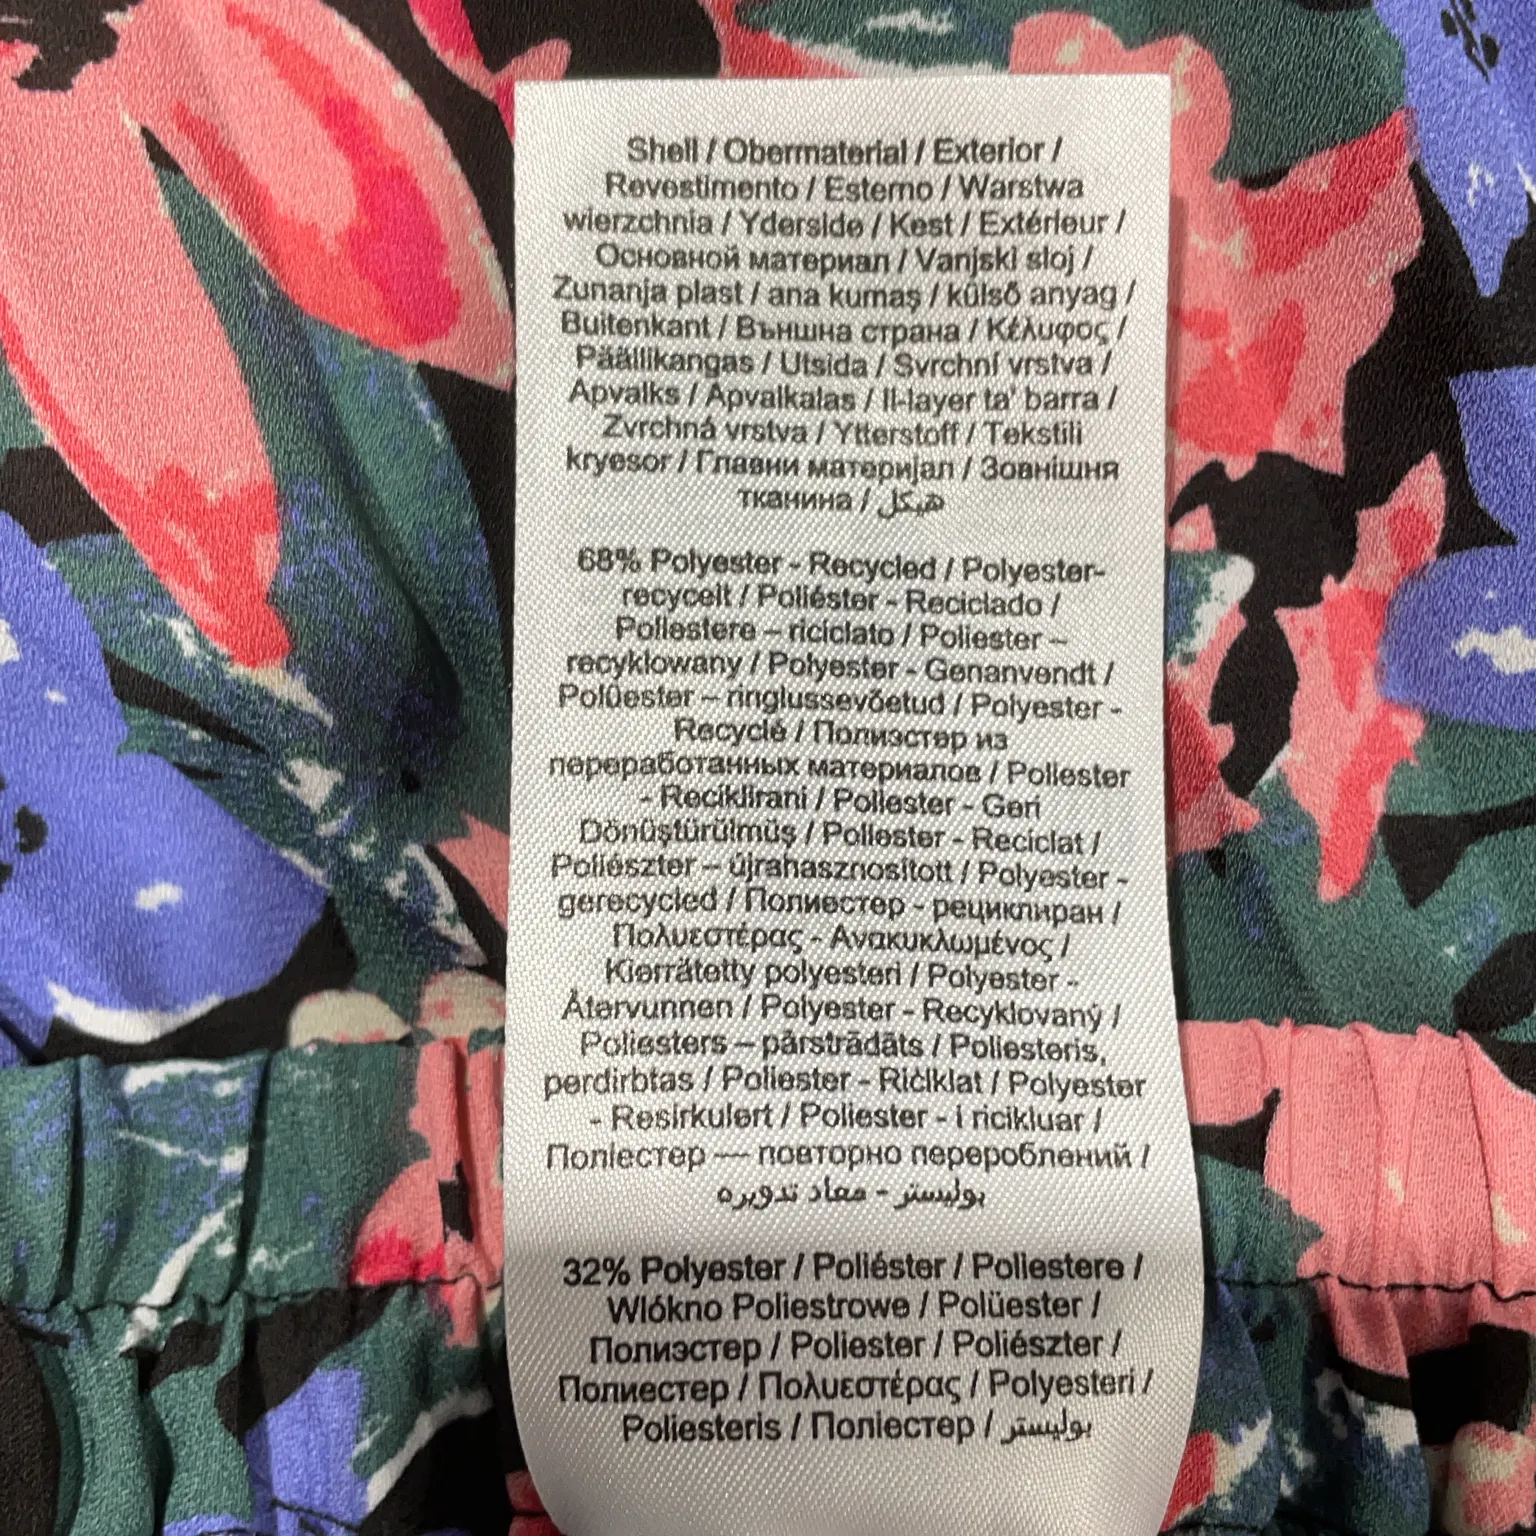 Shell / Obermaterial / Exterior /
Revestimento / Esterno / Warstwa
wierzchnia / Yderside / Kest / Extérieur /
Основной материал / Vanjski sloj /
Zunanja plast / ana kumaş / külső anyag /
Buitenkant / Външна страна / Κέλυφος /
Päällikangas / Utsida / Svrchní vrstva /
Apvalks / Apvalkalas / Il-layer ta' barra /
Zvrchná vrstva / Ytterstoff / Tekstili
kryesor / Главни материјал / Зовнішня
тканина / هيكل
68% Polyester - Recycled / Polyester-
recycelt / Poliéster - Reciclado /
Poliestere – riciclato / Poliester –
recyklowany / Polyester - Genanvendt /
Polüester – ringlussevõetud / Polyester -
Recyclé / Полиэстер из
переработанных материалов / Poliester
- Reciklirani / Poliester - Geri
Dönüştürülmüş / Poliester - Reciclat /
Poliészter – újrahasznosított / Polyester -
gerecycled / Полиестер - рециклиран /
Πολυεστέρας - Ανακυκλωμένος /
Kierrätetty polyesteri / Polyester -
Återvunnen / Polyester - Recyklovaný /
Poliesters – pārstrādāts / Poliesteris,
perdirbtas / Poliester - Riċiklat / Polyester
- Resirkulert / Poliester - i ricikluar /
Поліестер — повторно перероблений /
بوليستر - معاد تدويره
32% Polyester / Poliéster / Poliestere /
Wlókno Poliestrowe / Polüester /
Полиэстер / Poliester / Poliészter /
Полиестер / Πολυεστέρας / Polyesteri /
Poliesteris / Поліестер / بوليستر